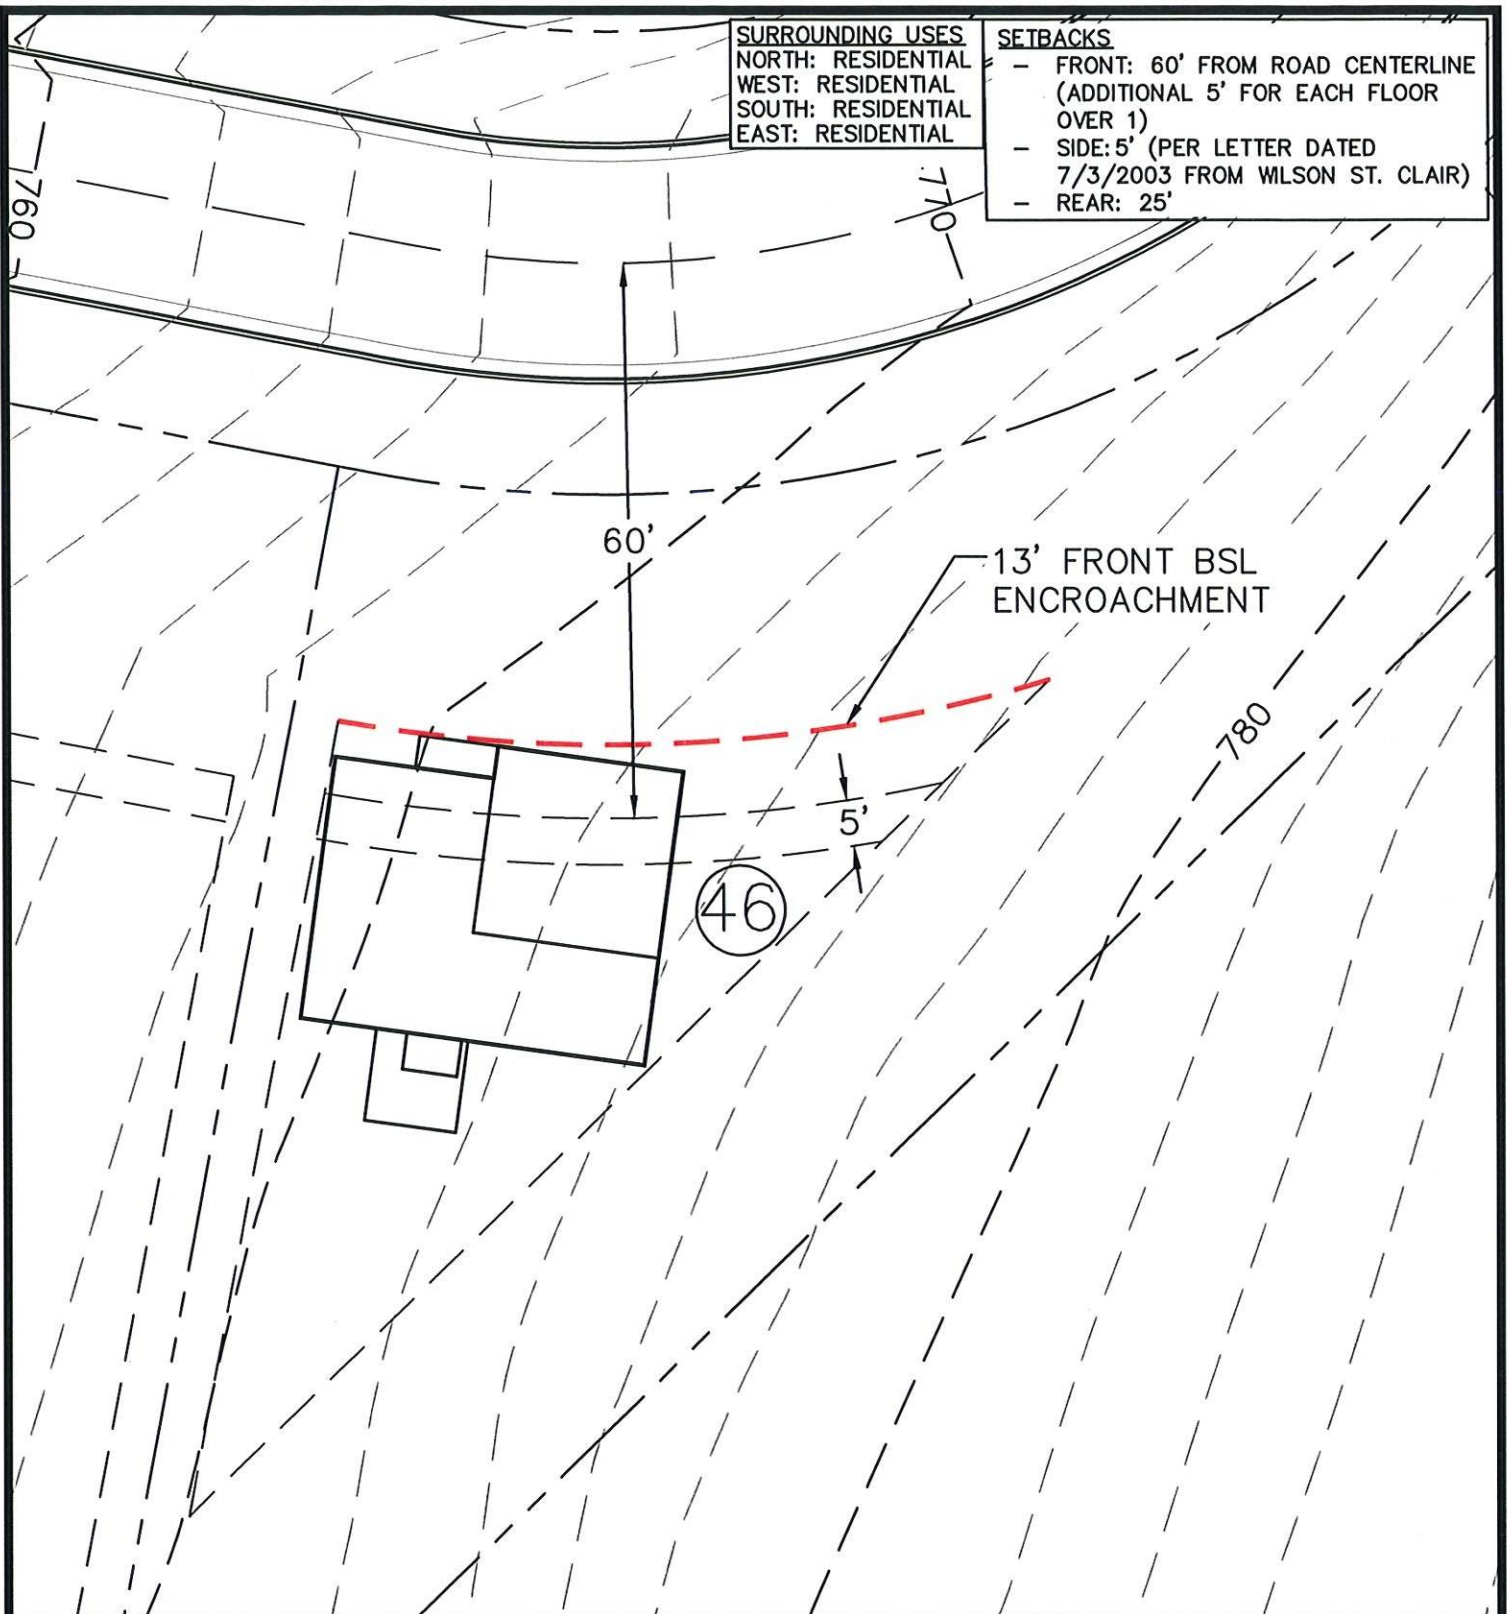 SURROUNDING USES
NORTH: RESIDENTIAL
WEST: RESIDENTIAL
SOUTH: RESIDENTIAL
EAST: RESIDENTIAL
SETBACKS
- FRONT: 60' FROM ROAD CENTERLINE
(ADDITIONAL 5' FOR EACH FLOOR
OVER 1)
- SIDE: 5' (PER LETTER DATED
7/3/2003 FROM WILSON ST. CLAIR)
- REAR: 25'
760
770
60'
13' FRONT BSL
ENCROACHMENT
780
5'
46